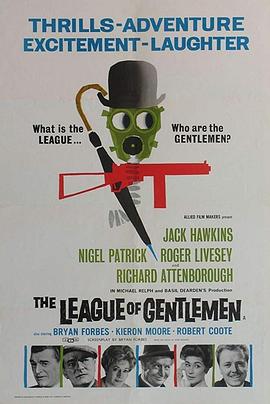 THRILLS-ADVENTURE
EXCITEMENT-LAUGHTER
What is the
LEAGUE...
Who are the
GENTLEMEN?
ALLIED FILM MAKERS present
JACK HAWKINS
NIGEL PATRICK ROGER LIVESEY
and
RICHARD ATTENBOROUGH
IN MICHAEL RELPH and BASIL DEARDEN'S Production
THE LEAGUE OF GENTLEMEN A
also starring BRYAN FORBES · KIERON MOORE · ROBERT COOTE
SCREENPLAY BY BRYAN FORBES